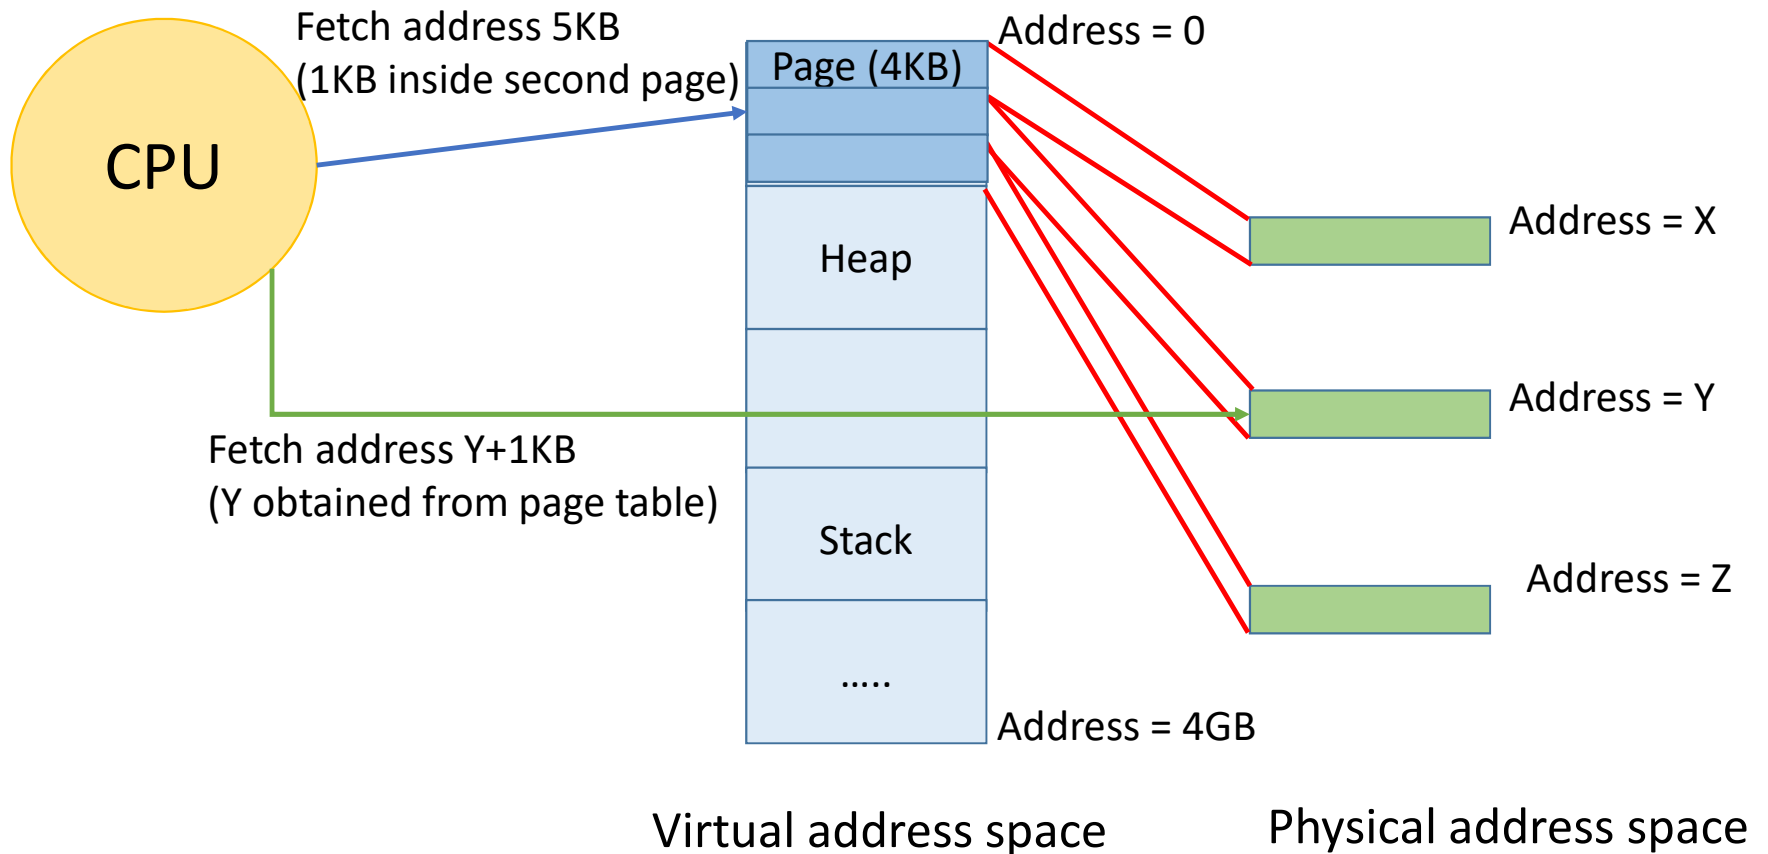 Fetch address 5KB
(1KB inside second page)
Address = 0
Page (4KB)
CPU
Address = X
Heap
Address = Y
Fetch address Y+1KB
(Y obtained from page table)
Stack
Address = Z
.....
Address = 4GB
Virtual address space
Physical address space